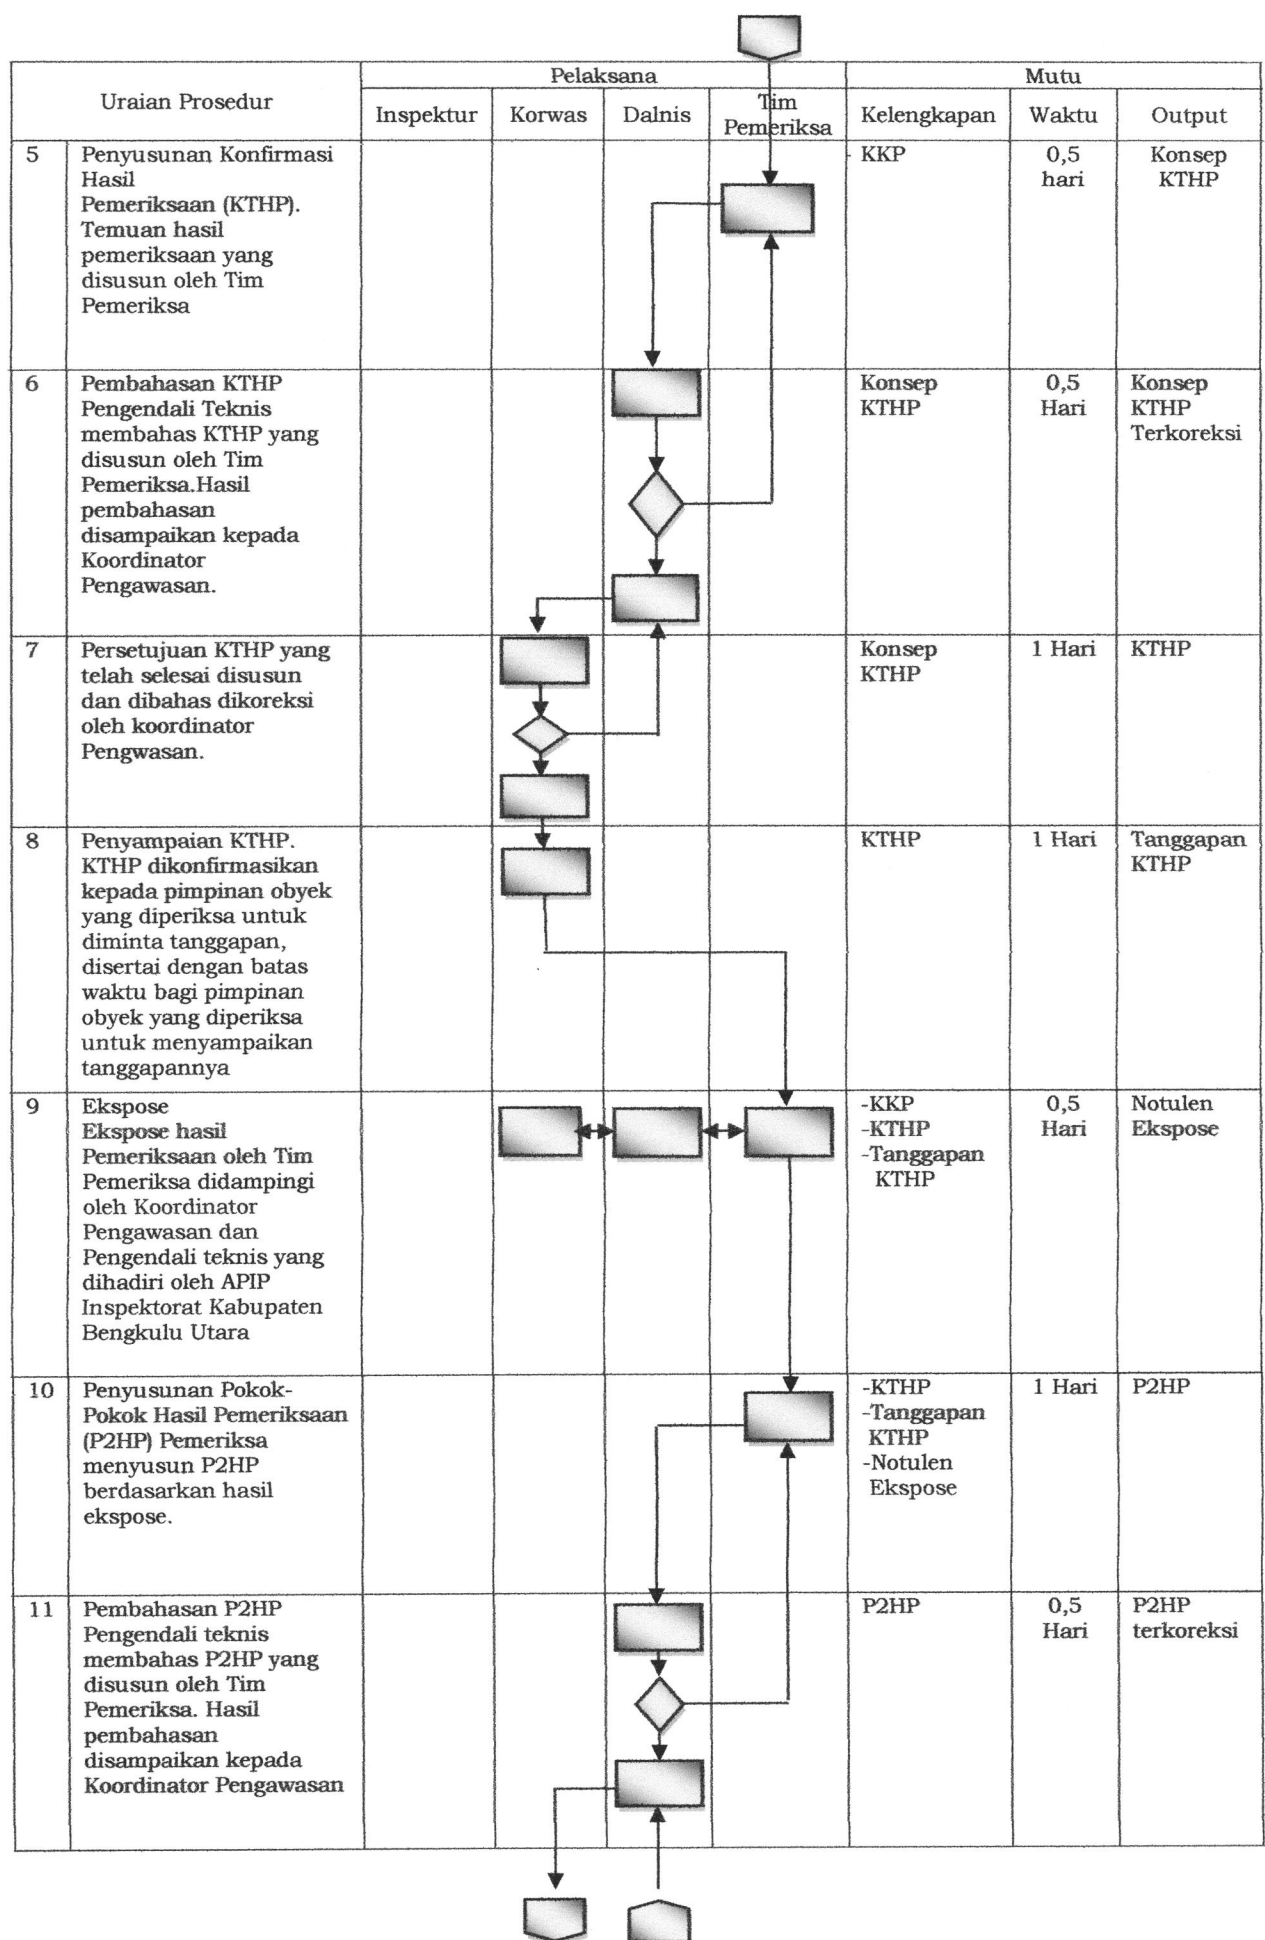 Uraian Prosedur
Pelaksana
Mutu
Inspektur
Korwas
Dalnis
Tim
Pemeriksa
Kelengkapan
Waktu
Output
5
Penyusunan Konfirmasi
Hasil
Pemeriksaan (KTHP).
Temuan hasil
pemeriksaan yang
disusun oleh Tim
Pemeriksa
KKP
0,5
hari
Konsep
KTHP
6
Pembahasan KTHP
Pengendali Teknis
membahas KTHP yang
disusun oleh Tim
Pemeriksa.Hasil
pembahasan
disampaikan kepada
Koordinator
Pengawasan.
Konsep
KTHP
0,5
Hari
Konsep
KTHP
Terkoreksi
7
Persetujuan KTHP yang
telah selesai disusun
dan dibahas dikoreksi
oleh koordinator
Pengwasan.
Konsep
KTHP
1 Hari
KTHP
8
Penyampaian KTHP.
KTHP dikonfirmasikan
kepada pimpinan obyek
yang diperiksa untuk
diminta tanggapan,
disertai dengan batas
waktu bagi pimpinan
obyek yang diperiksa
untuk menyampaikan
tanggapannya
KTHP
1 Hari
Tanggapan
KTHP
9
Ekspose
Ekspose hasil
Pemeriksaan oleh Tim
Pemeriksa didampingi
oleh Koordinator
Pengawasan dan
Pengendali teknis yang
dihadiri oleh APIP
Inspektorat Kabupaten
Bengkulu Utara
-KKP
-KTHP
-Tanggapan
KTHP
0,5
Hari
Notulen
Ekspose
10
Penyusunan Pokok-
Pokok Hasil Pemeriksaan
(P2HP) Pemeriksa
menyusun P2HP
berdasarkan hasil
ekspose.
-KTHP
-Tanggapan
KTHP
-Notulen
Ekspose
1 Hari
P2HP
11
Pembahasan P2HP
Pengendali teknis
membahas P2HP yang
disusun oleh Tim
Pemeriksa. Hasil
pembahasan
disampaikan kepada
Koordinator Pengawasan
P2HP
0,5
Hari
P2HP
terkoreksi